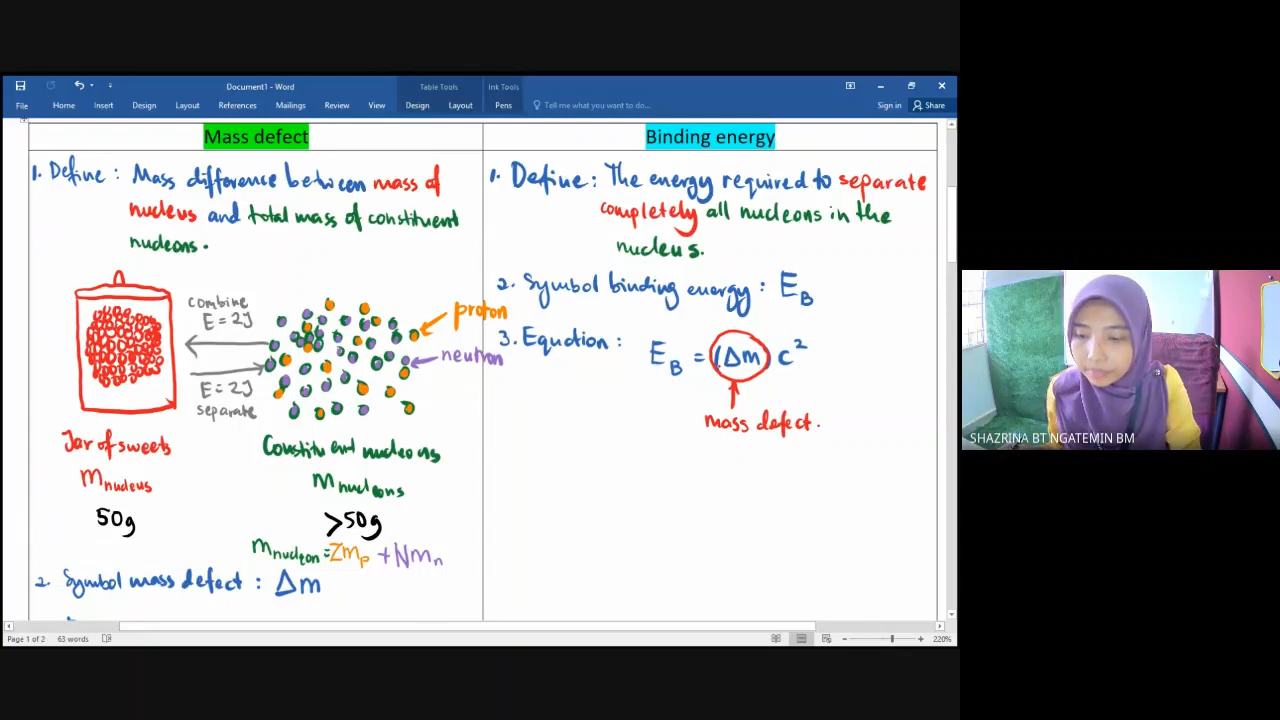 Document1 - Word
Table Tools
Ink Tools
File Home Insert Design Layout References Mailings Review View Design Layout Pens Tell me what you want to do... Sign in Share
Mass defect
1. Define : Mass difference between mass of
nucleus and total mass of constituent
nucleons.
combine
E = 2J
E = 2J
separate
proton
neutron
Jar of sweets
Mnucleus
50g
Constituent nucleons
Mnucleons
>50g
mnucleon = Zmp + Nmn
2. Symbol mass defect : Δm
Binding energy
1. Define : The energy required to separate
completely all nucleons in the
nucleus.
2. Symbol binding energy : EB
3. Equation :
EB = (Δm) c²
mass defect.
SHAZRINA BT NGATEMIN BM
Page 1 of 2 63 words
220%